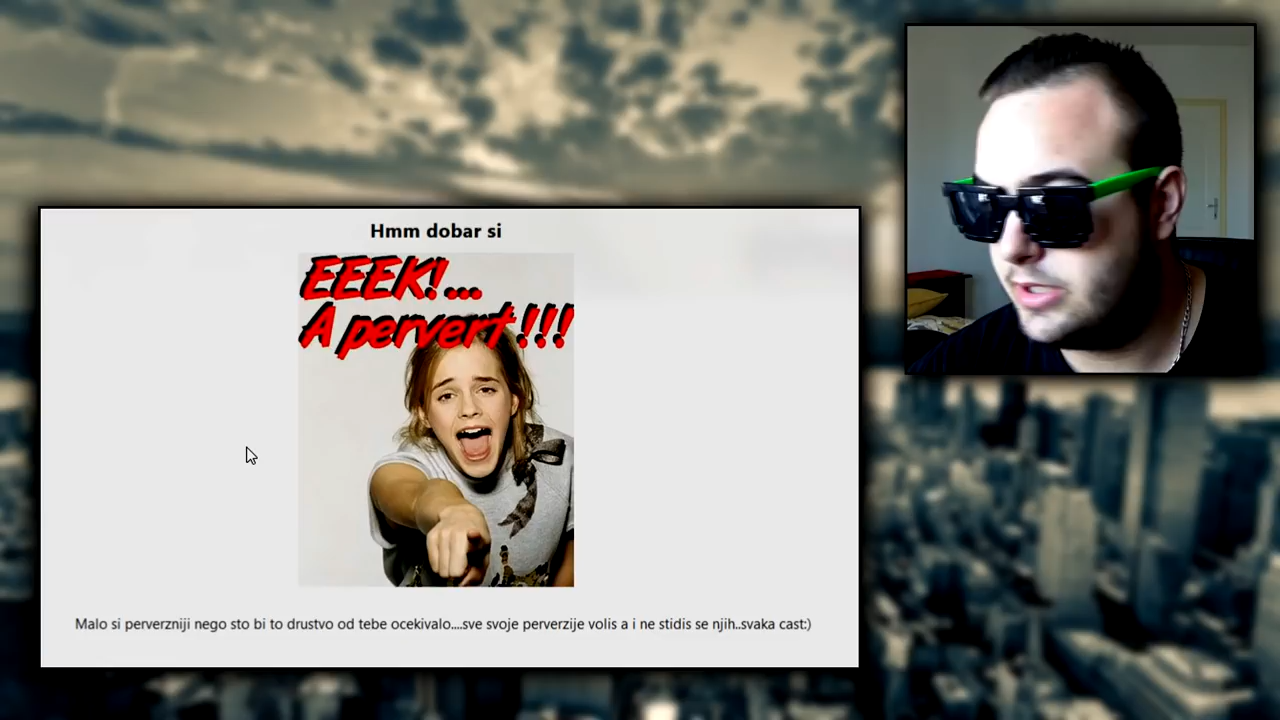 Hmm dobar si
EEEK!...
A pervert !!!
Malo si perverzniji nego sto bi to drustvo od tebe ocekivalo....sve svoje perverzije volis a i ne stidis se njih..svaka cast:)